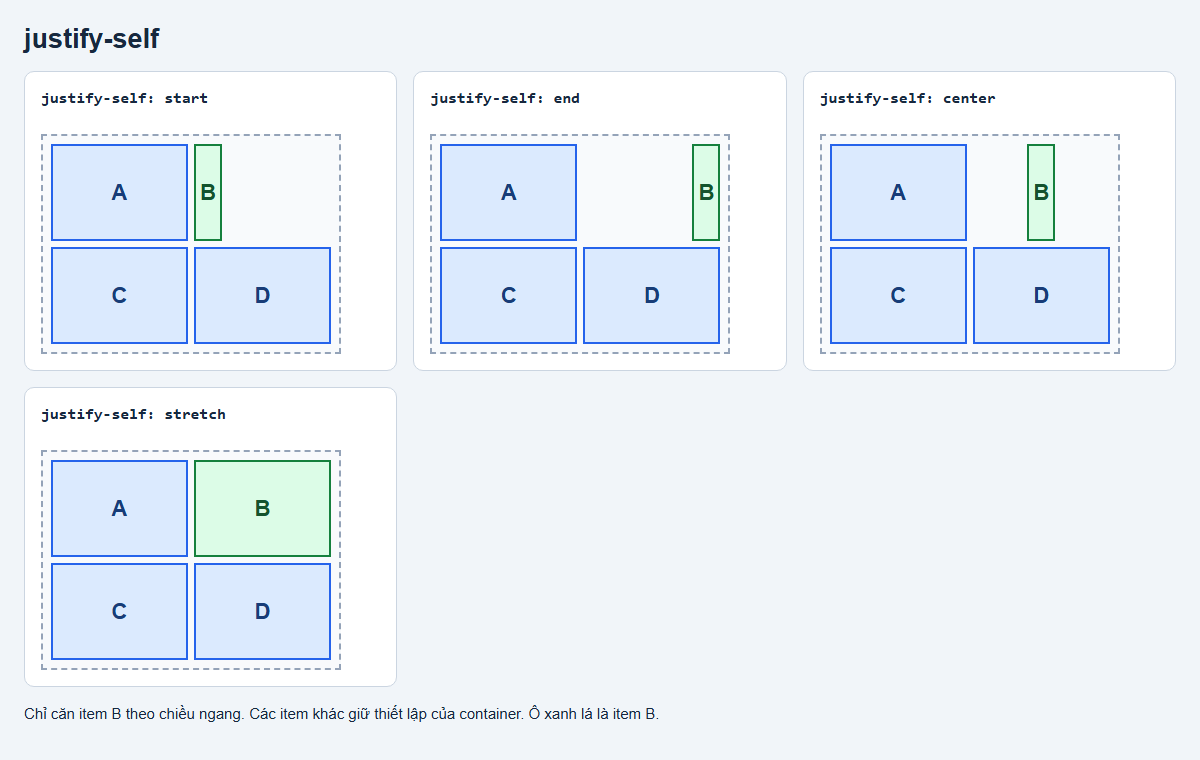 justify-self
justify-self: start
A
B
C
D
justify-self: end
A
B
C
D
justify-self: center
A
B
C
D
justify-self: stretch
A
B
C
D
Chỉ căn item B theo chiều ngang. Các item khác giữ thiết lập của container. Ô xanh lá là item B.